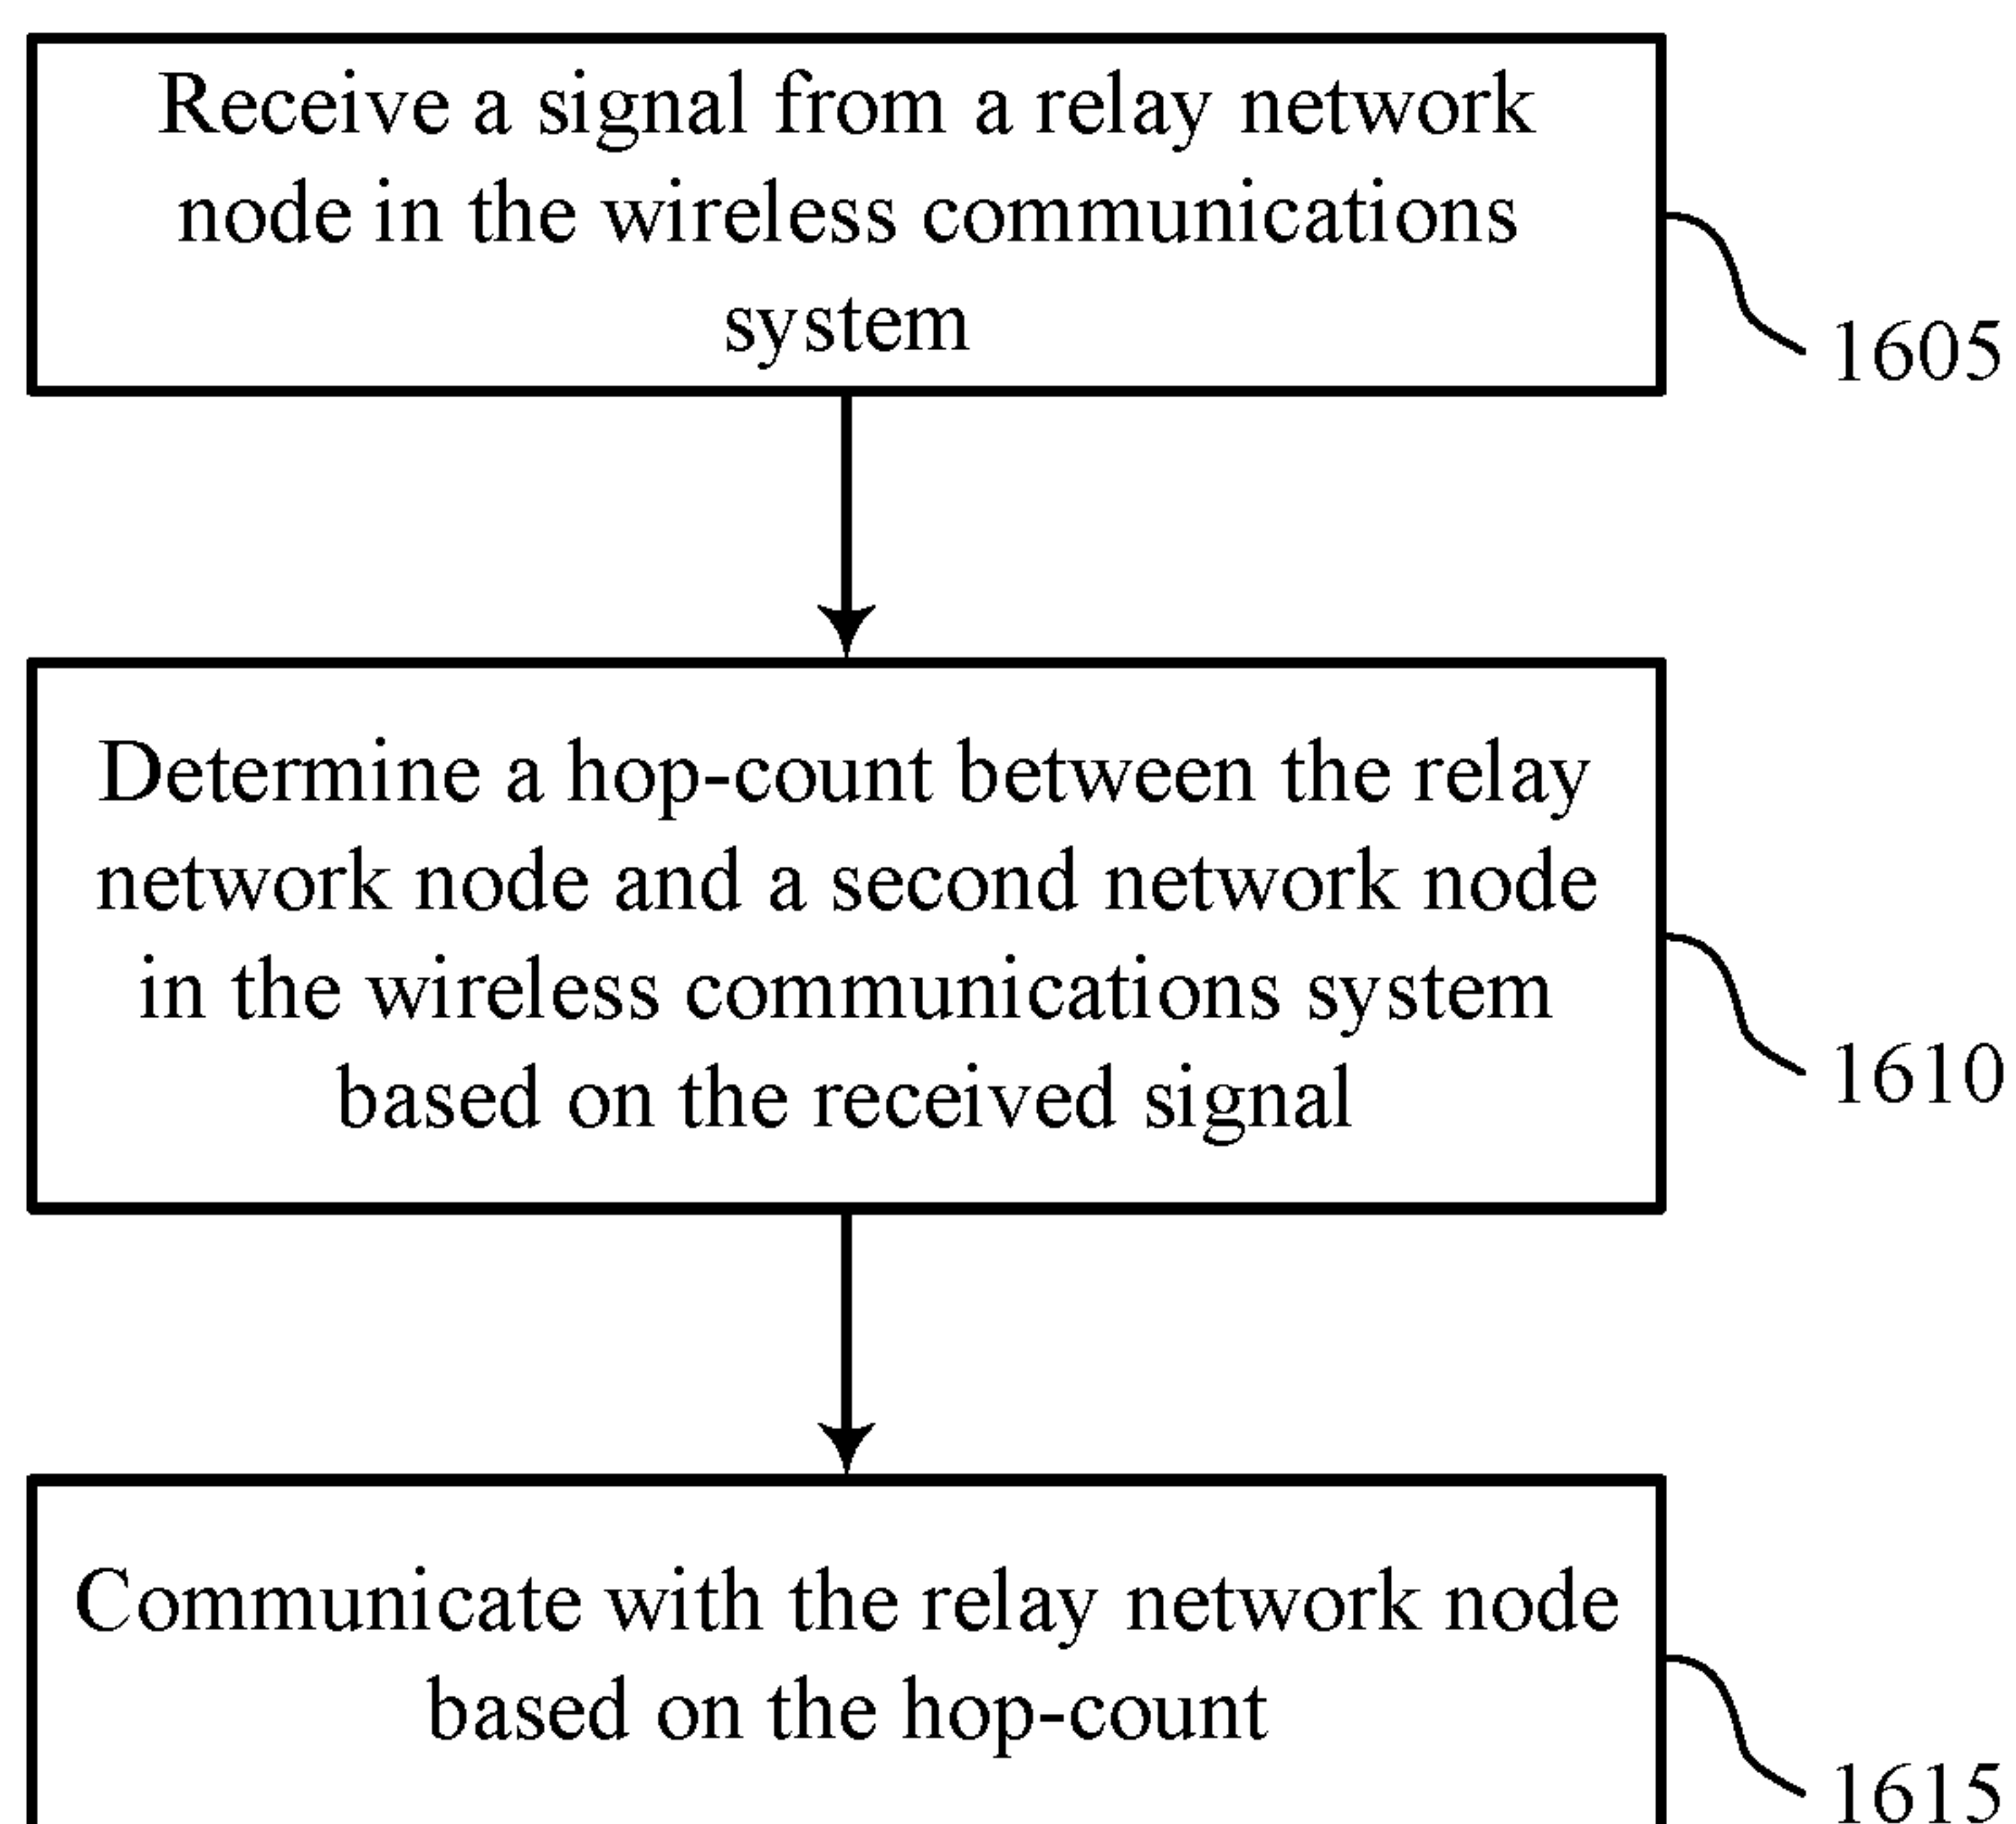 Receive a signal from a relay network
node in the wireless communications
system
1605
Determine a hop-count between the relay
network node and a second network node
in the wireless communications system
based on the received signal
1610
Communicate with the relay network node
based on the hop-count
1615